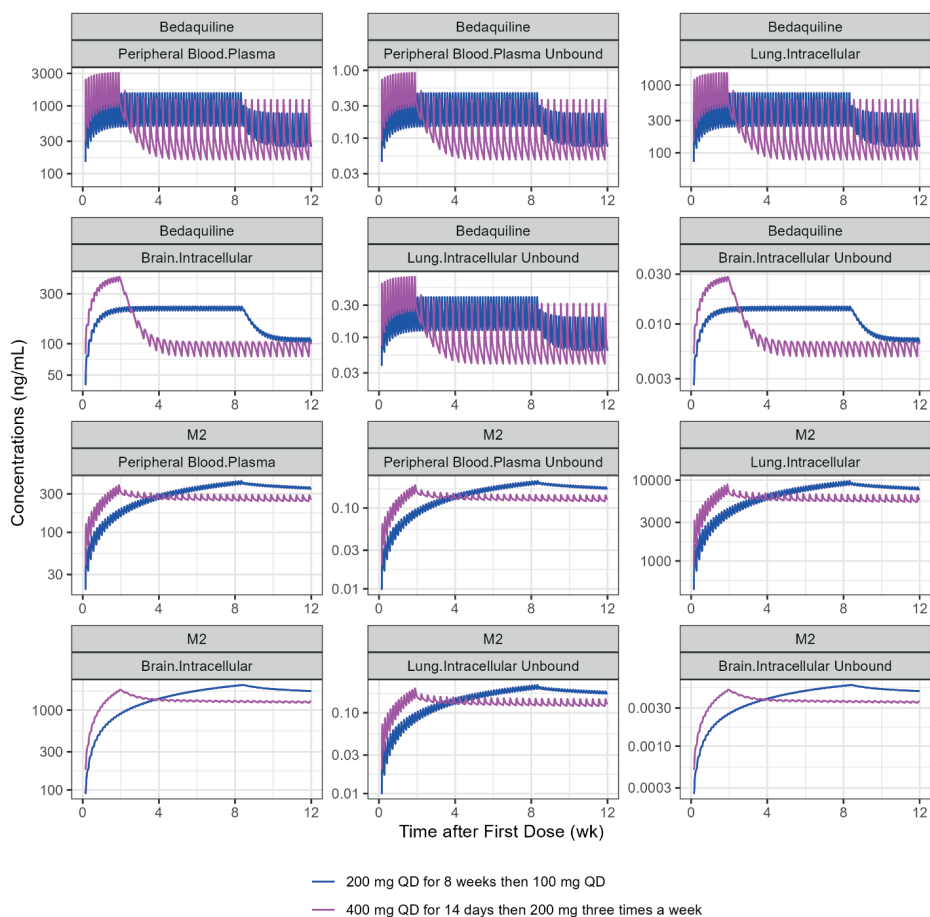 Bedaquiline
Peripheral Blood.Plasma
3000
1000
300
100
0 4 8 12
Bedaquiline
Peripheral Blood.Plasma Unbound
1.00
0.30
0.10
0.03
0 4 8 12
Bedaquiline
Lung.Intracellular
1000
300
100
0 4 8 12
Bedaquiline
Brain.Intracellular
300
100
50
0 4 8 12
Bedaquiline
Lung.Intracellular Unbound
0.30
0.10
0.03
0 4 8 12
Bedaquiline
Brain.Intracellular Unbound
0.030
0.010
0.003
0 4 8 12
M2
Peripheral Blood.Plasma
300
100
30
0 4 8 12
M2
Peripheral Blood.Plasma Unbound
0.10
0.03
0.01
0 4 8 12
M2
Lung.Intracellular
10000
3000
1000
0 4 8 12
M2
Brain.Intracellular
1000
300
100
0 4 8 12
M2
Lung.Intracellular Unbound
0.10
0.03
0.01
0 4 8 12
M2
Brain.Intracellular Unbound
0.0030
0.0010
0.0003
0 4 8 12
Concentrations (ng/mL)
Time after First Dose (wk)
200 mg QD for 8 weeks then 100 mg QD
400 mg QD for 14 days then 200 mg three times a week